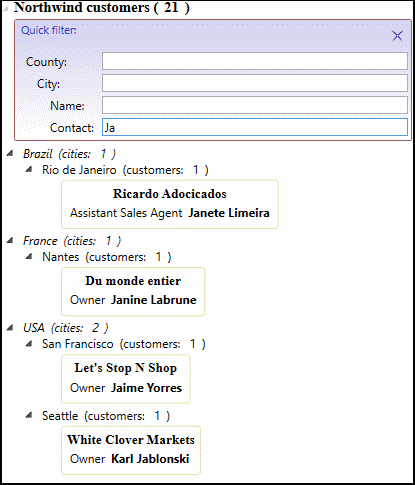 Northwind customers ( 21 )
Quick filter:
County:
City:
Name:
Contact: Ja
Brazil (cities: 1 )
Rio de Janeiro (customers: 1 )
Ricardo Adocicados
Assistant Sales Agent Janete Limeira
France (cities: 1 )
Nantes (customers: 1 )
Du monde entier
Owner Janine Labrune
USA (cities: 2 )
San Francisco (customers: 1 )
Let's Stop N Shop
Owner Jaime Yorres
Seattle (customers: 1 )
White Clover Markets
Owner Karl Jablonski